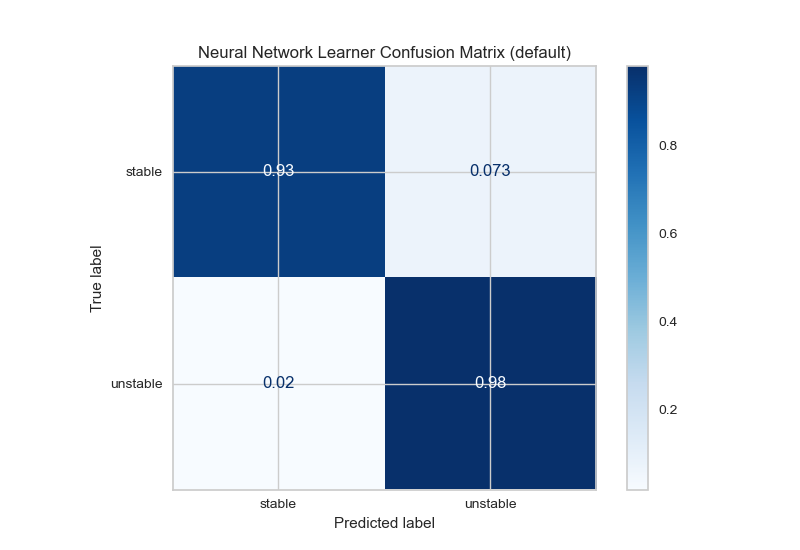 Neural Network Learner Confusion Matrix (default)
stable
0.93
0.073
0.8
0.6
True label
0.4
unstable
0.02
0.98
0.2
stable
unstable
Predicted label